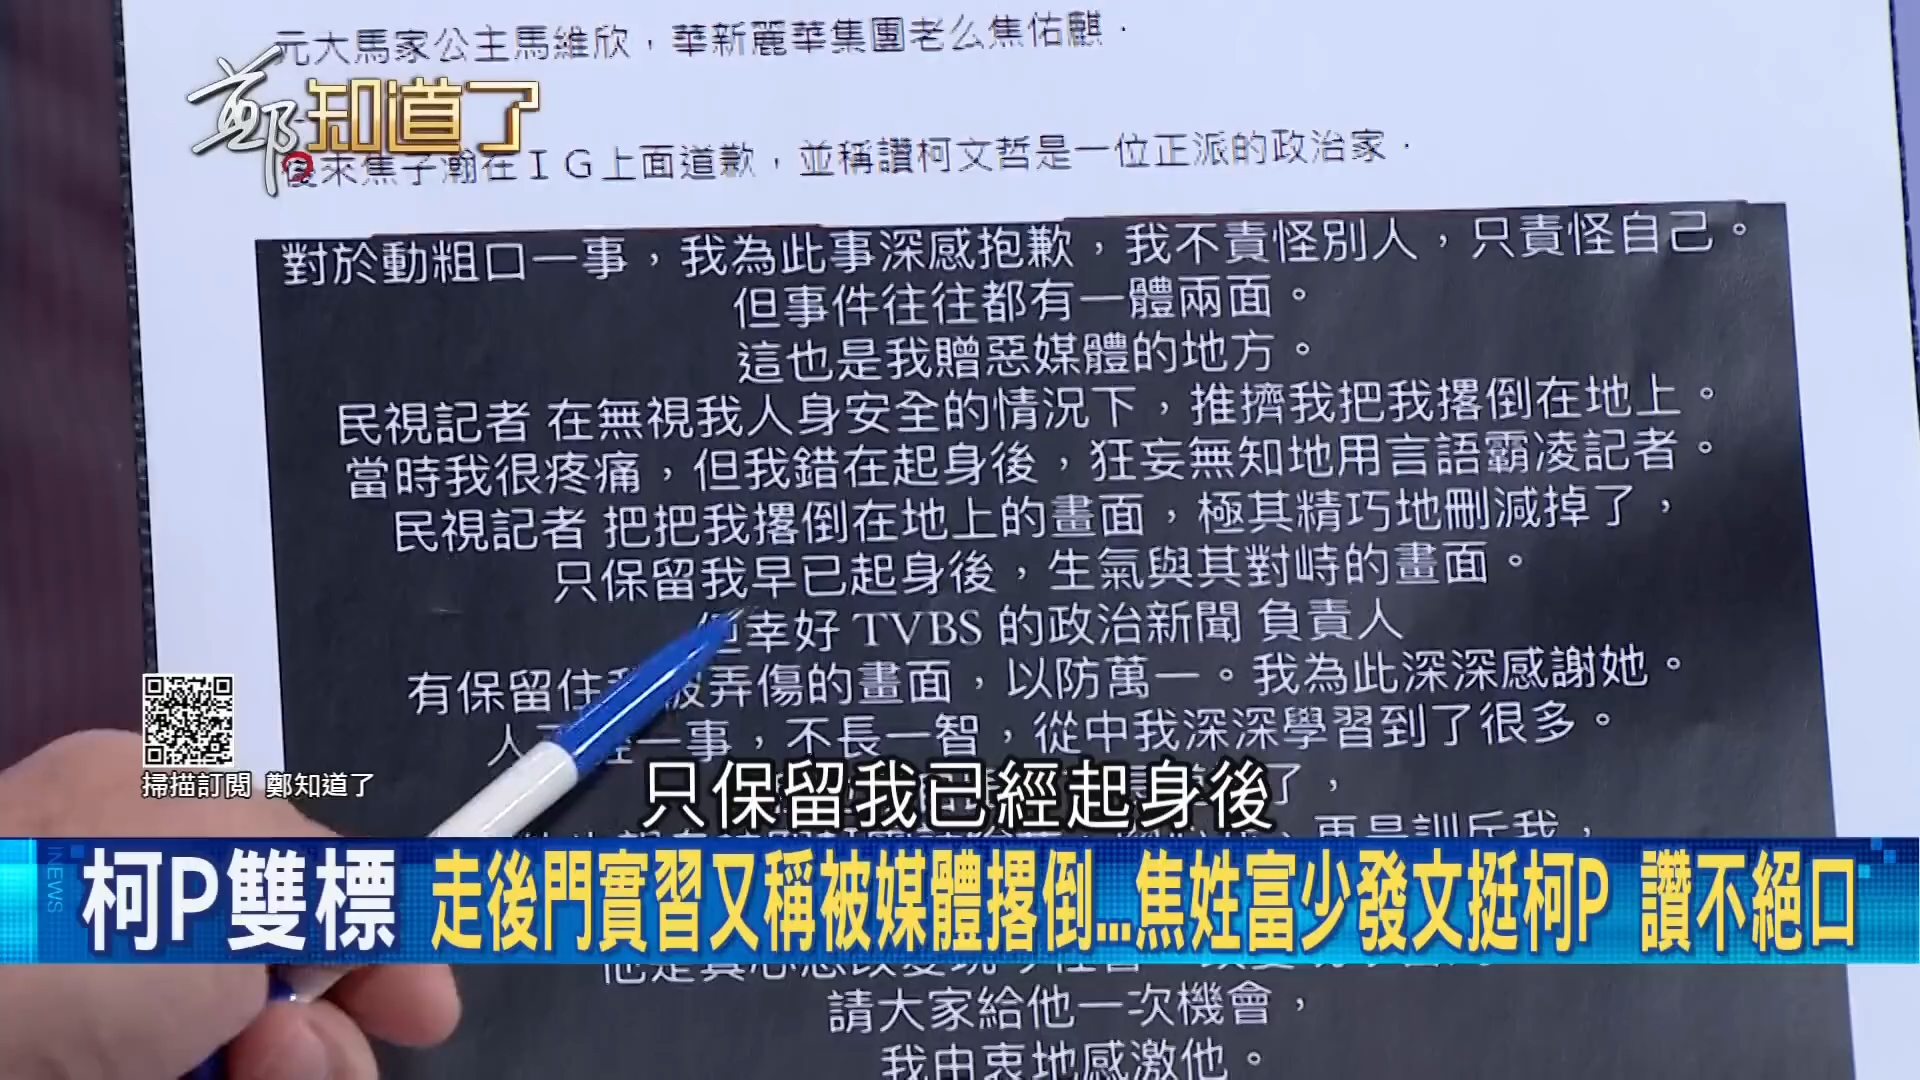 元大馬家公主馬維欣，華新麗華集團老么焦佑麒．
鄭知道了
後來焦子瀚在ＩＧ上面道歉，並稱讚柯文哲是一位正派的政治家．
對於動粗口一事，我為此事深感抱歉，我不責怪別人，只責怪自己。
但事件往往都有一體兩面。
這也是我贈惡媒體的地方。
民視記者 在無視我人身安全的情況下，推擠我把我撂倒在地上。
當時我很疼痛，但我錯在起身後，狂妄無知地用言語霸凌記者。
民視記者 把把我撂倒在地上的畫面，極其精巧地刪減掉了，
只保留我早已起身後，生氣與其對峙的畫面。
幸好 TVBS 的政治新聞 負責人
有保留住 弄傷的畫面，以防萬一。我為此深深感謝她。
人 一事，不長一智，從中我深深學習到了很多。
了，
掃描訂閱 鄭知道了
只保留我已經起身後
更是訓斥我，
INEWS
柯P雙標 走後門實習又稱被媒體撂倒...焦姓富少發文挺柯P 讚不絕口
請大家給他一次機會，
我由衷地感激他。